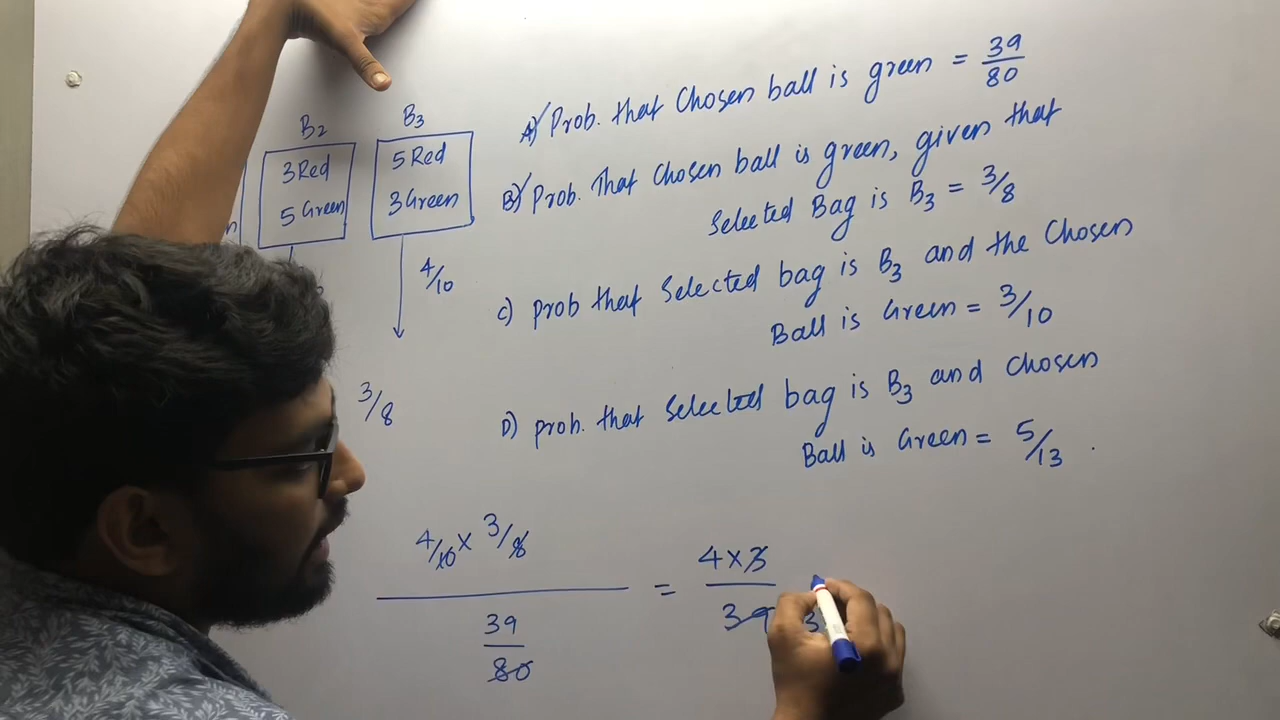 B2
3Red
5 Green
B3
5 Red
3 Green
4/10
3/8
A) Prob. that Chosen ball is green = 39/80
B) Prob. That Chosen ball is green, given that
Selected Bag is B3 = 3/8
C) prob that Selected bag is B3 and the Chosen
Ball is Green = 3/10
D) prob. that Selected bag is B3 and Chosen
Ball is Green = 5/13 .
4/10 x 3/8
39
80
=
4 x 3
39